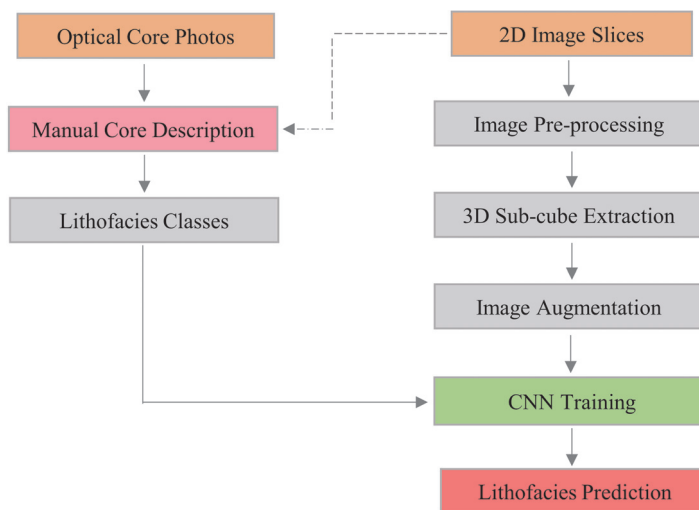 Optical Core Photos
2D Image Slices
Manual Core Description
Image Pre-processing
Lithofacies Classes
3D Sub-cube Extraction
Image Augmentation
CNN Training
Lithofacies Prediction